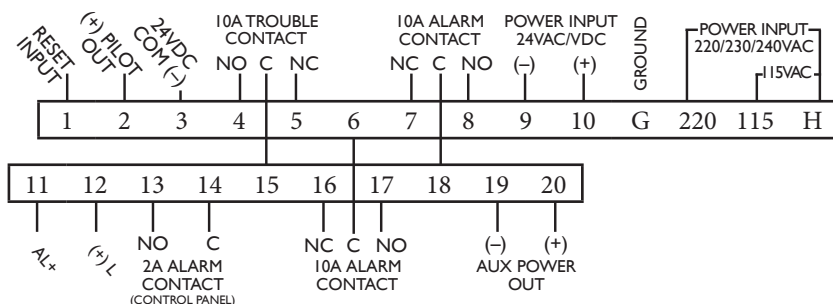 RESET INPUT
(+) PILOT OUT
24VDC COM (–)
10A TROUBLE CONTACT
NO C NC
10A ALARM CONTACT
NC C NO
POWER INPUT 24VAC/VDC
(–) (+)
GROUND
POWER INPUT 220/230/240VAC
115VAC
1 2 3 4 5 6 7 8 9 10 G 220 115 H
11 12 13 14 15 16 17 18 19 20
AL+
(+) L
NO C
2A ALARM CONTACT
(CONTROL PANEL)
NC C NO
10A ALARM CONTACT
(–) (+)
AUX POWER OUT